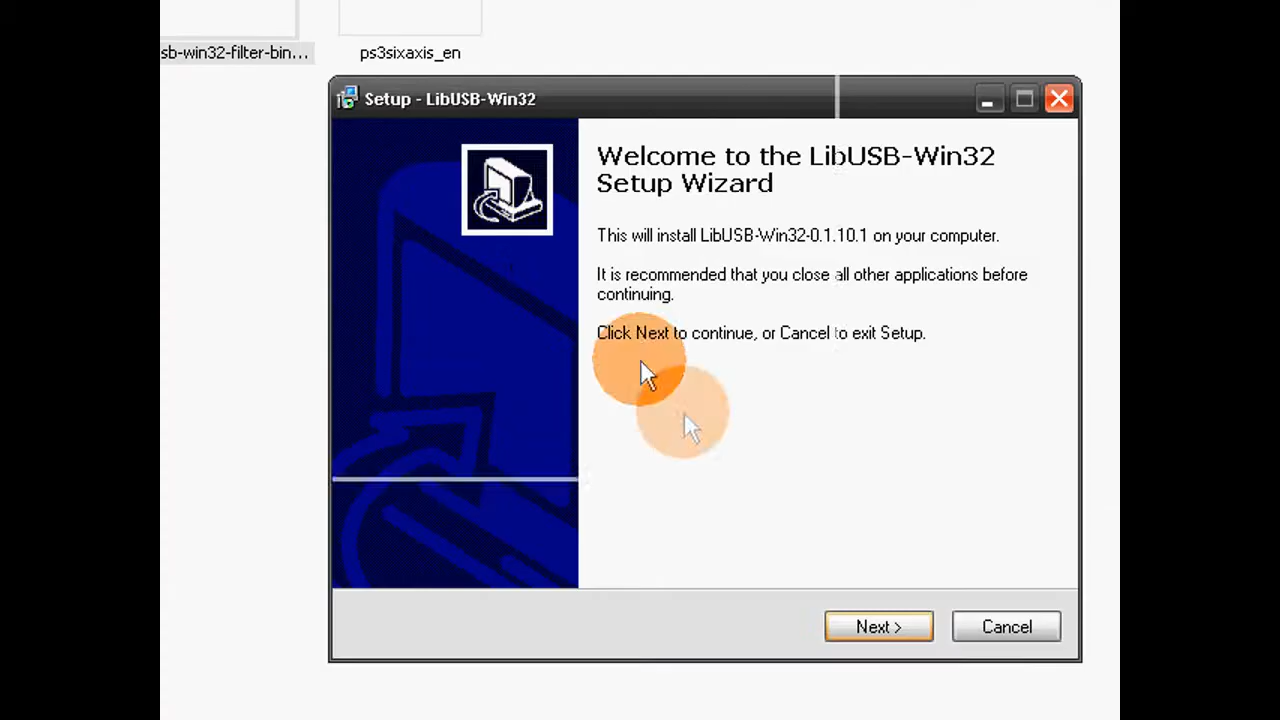 sb-win32-filter-bin...
ps3sixaxis_en
Setup - LibUSB-Win32
Welcome to the LibUSB-Win32
Setup Wizard
This will install LibUSB-Win32-0.1.10.1 on your computer.
It is recommended that you close all other applications before
continuing.
Click Next to continue, or Cancel to exit Setup.
Next >
Cancel